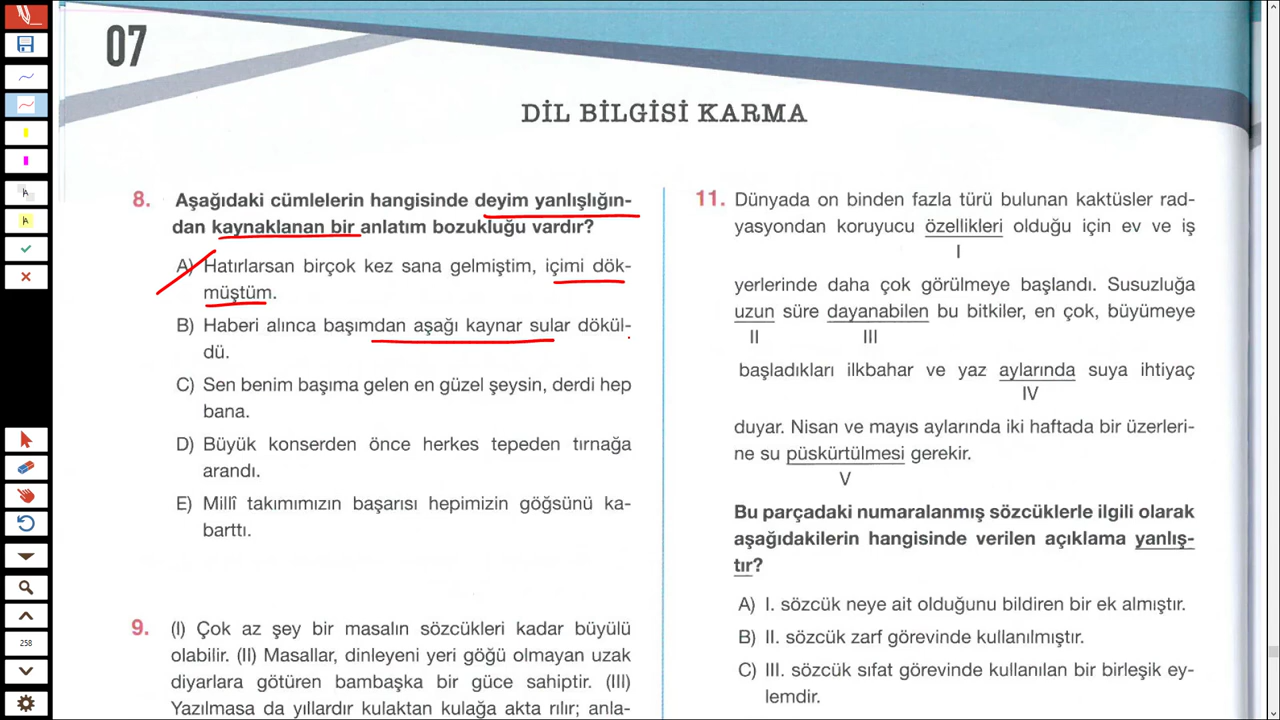 07
DİL BİLGİSİ KARMA
8. Aşağıdaki cümlelerin hangisinde deyim yanlışlığın-
dan kaynaklanan bir anlatım bozukluğu vardır?
A) Hatırlarsan birçok kez sana gelmiştim, içimi dök-
müştüm.
B) Haberi alınca başımdan aşağı kaynar sular dökül-
dü.
C) Sen benim başıma gelen en güzel şeysin, derdi hep
bana.
D) Büyük konserden önce herkes tepeden tırnağa
arandı.
E) Millî takımımızın başarısı hepimizin göğsünü ka-
barttı.
9. (I) Çok az şey bir masalın sözcükleri kadar büyülü
olabilir. (II) Masallar, dinleyeni yeri göğü olmayan uzak
diyarlara götüren bambaşka bir güce sahiptir. (III)
Yazılmasa da yıllardır kulaktan kulağa akta rılır; anla-
11. Dünyada on binden fazla türü bulunan kaktüsler rad-
yasyondan koruyucu özellikleri olduğu için ev ve iş
I
yerlerinde daha çok görülmeye başlandı. Susuzluğa
uzun süre dayanabilen bu bitkiler, en çok, büyümeye
II III
başladıkları ilkbahar ve yaz aylarında suya ihtiyaç
IV
duyar. Nisan ve mayıs aylarında iki haftada bir üzerleri-
ne su püskürtülmesi gerekir.
V
Bu parçadaki numaralanmış sözcüklerle ilgili olarak
aşağıdakilerin hangisinde verilen açıklama yanlış-
tır?
A) I. sözcük neye ait olduğunu bildiren bir ek almıştır.
B) II. sözcük zarf görevinde kullanılmıştır.
C) III. sözcük sıfat görevinde kullanılan bir birleşik ey-
lemdir.
258